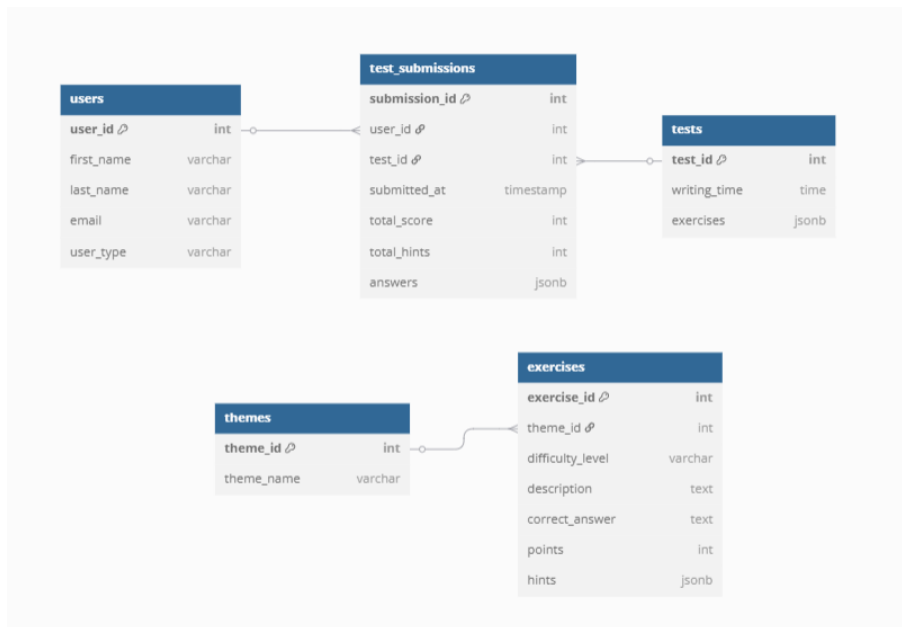 users
user_id int
first_name varchar
last_name varchar
email varchar
user_type varchar
test_submissions
submission_id int
user_id int
test_id int
submitted_at timestamp
total_score int
total_hints int
answers jsonb
tests
test_id int
writing_time time
exercises jsonb
themes
theme_id int
theme_name varchar
exercises
exercise_id int
theme_id int
difficulty_level varchar
description text
correct_answer text
points int
hints jsonb